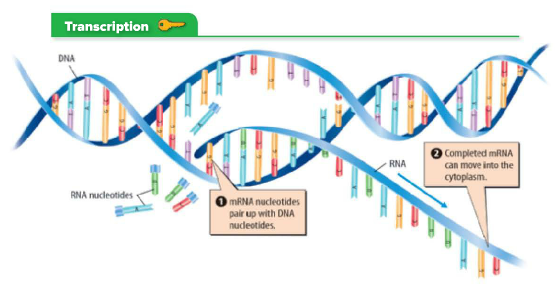 Transcription
DNA
RNA nucleotides
1 mRNA nucleotides
pair up with DNA
nucleotides.
RNA
2 Completed mRNA
can move into the
cytoplasm.